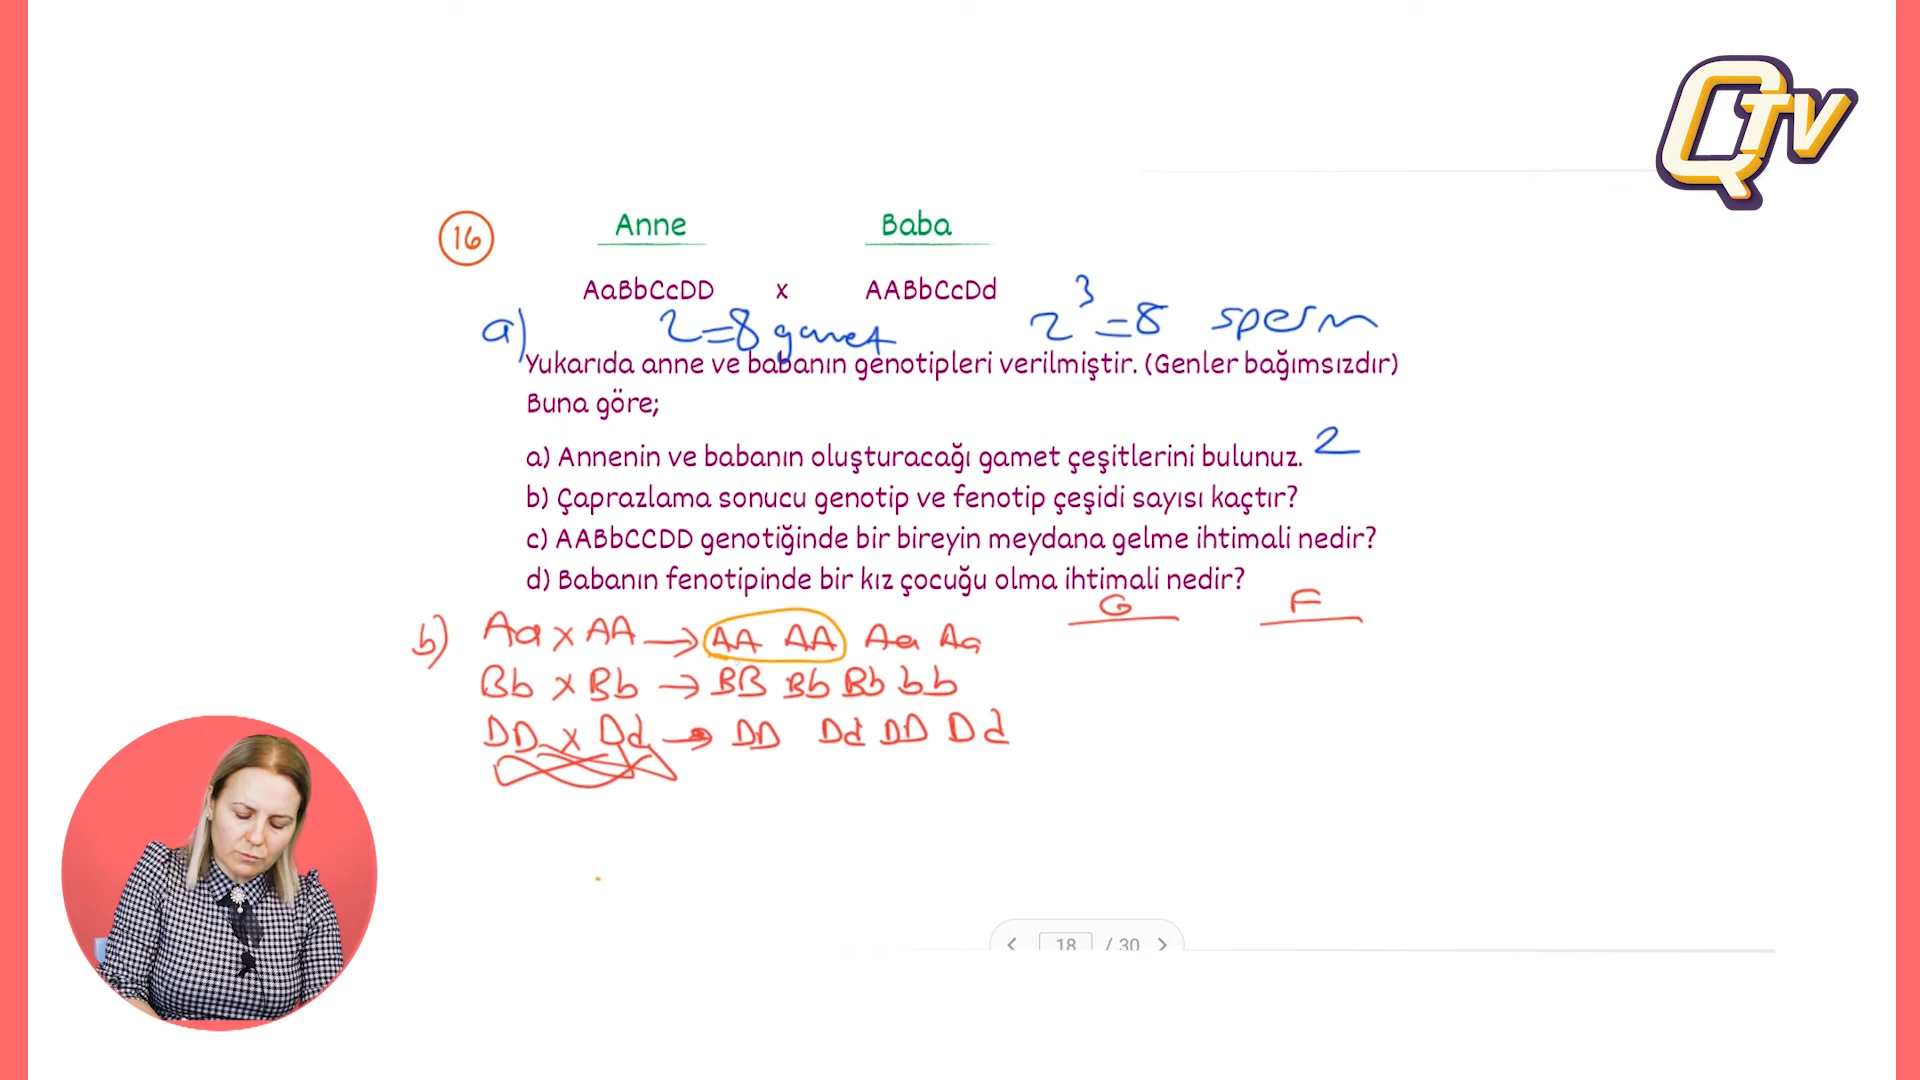 QTV
16
Anne Baba
AaBbCcDD x AABbCcDd
a) 2=8 gamet 2³=8 sperm
Yukarıda anne ve babanın genotipleri verilmiştir. (Genler bağımsızdır)
Buna göre;
a) Annenin ve babanın oluşturacağı gamet çeşitlerini bulunuz. 2
b) Çaprazlama sonucu genotip ve fenotip çeşidi sayısı kaçtır?
c) AABbCCDD genotiğinde bir bireyin meydana gelme ihtimali nedir?
d) Babanın fenotipinde bir kız çocuğu olma ihtimali nedir?
G F
b) Aa x AA → AA AA Aa Aa
Bb x Bb → BB Bb Bb bb
DD x Dd → DD Dd DD Dd
18 / 30